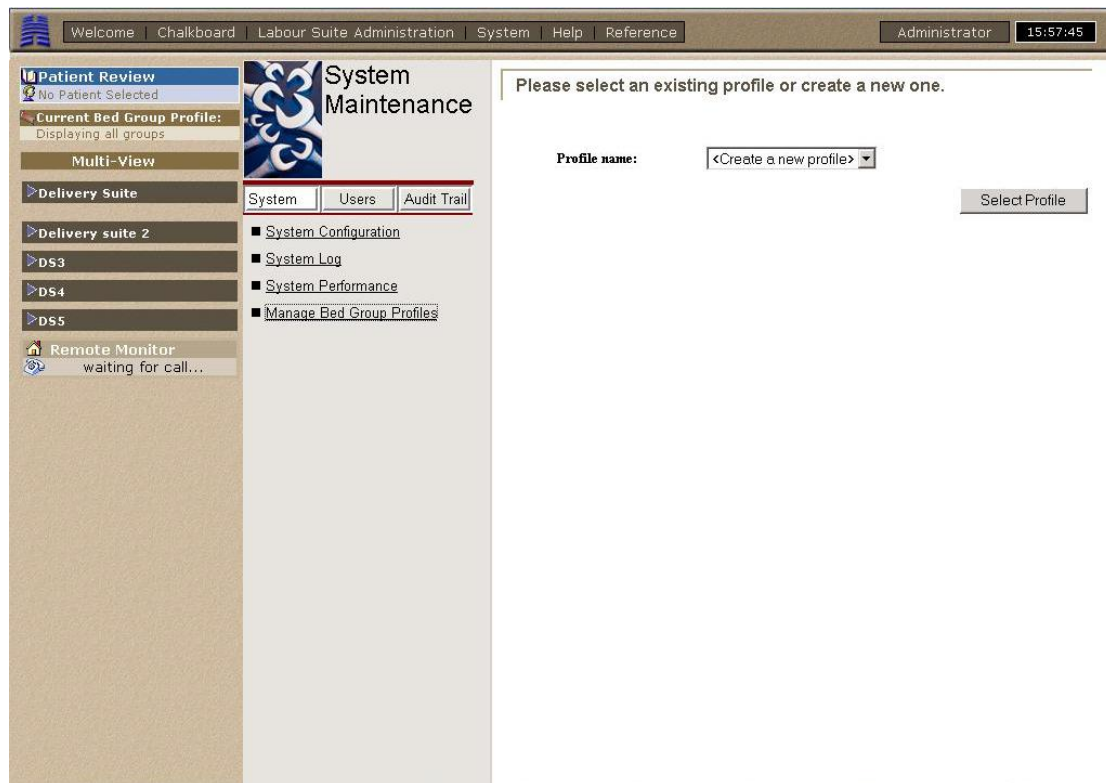 Welcome | Chalkboard | Labour Suite Administration | System | Help | Reference
Administrator
15:57:45
Patient Review
No Patient Selected
Current Bed Group Profile:
Displaying all groups
Multi-View
Delivery Suite
Delivery suite 2
DS3
DS4
DS5
Remote Monitor
waiting for call...
System
Maintenance
System Users Audit Trail
System Configuration
System Log
System Performance
Manage Bed Group Profiles
Please select an existing profile or create a new one.
Profile name: <Create a new profile>
Select Profile